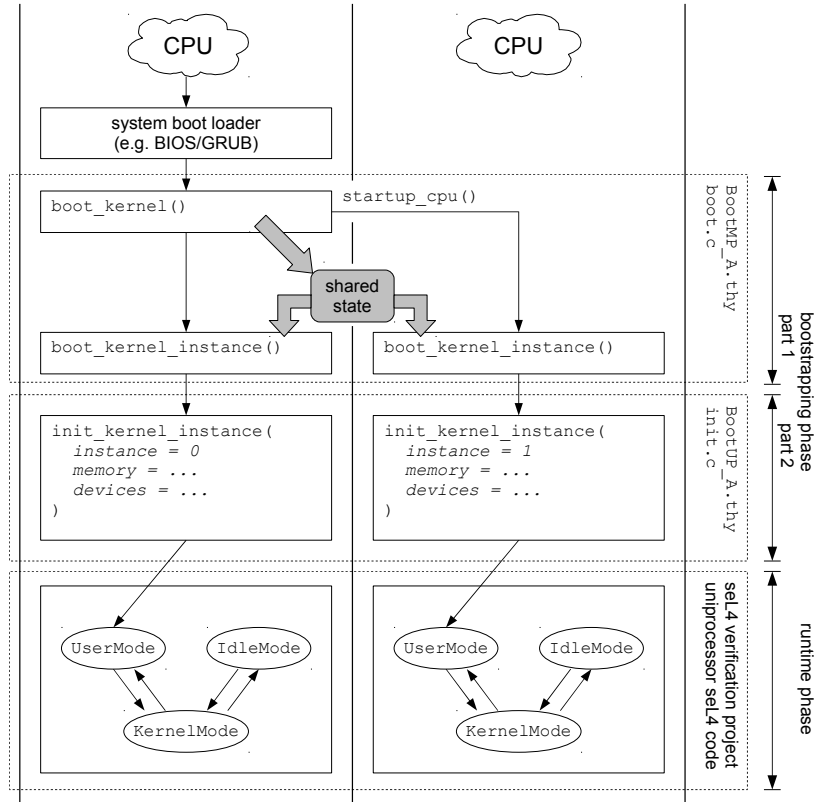 CPU
CPU
system boot loader
(e.g. BIOS/GRUB)
boot_kernel()
startup_cpu()
shared
state
boot_kernel_instance()
boot_kernel_instance()
BootMP_A.thy
boot.c
bootstrapping phase
part 1
part 2
init_kernel_instance(
instance = 0
memory = ...
devices = ...
)
init_kernel_instance(
instance = 1
memory = ...
devices = ...
)
BootUP_A.thy
init.c
UserMode
IdleMode
KernelMode
UserMode
IdleMode
KernelMode
seL4 verification project
uniprocessor seL4 code
runtime phase